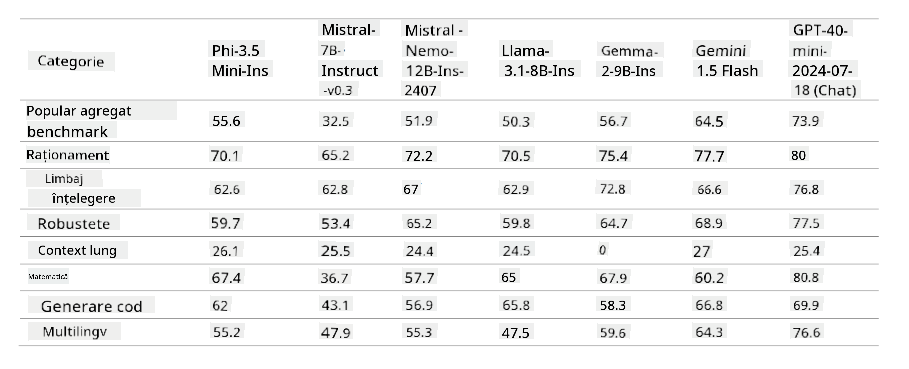 Categorie Phi-3.5 Mini-Ins Mistral-7B-Instruct-v0.3 Mistral -Nemo-12B-Ins-2407 Llama-3.1-8B-Ins Gemma-2-9B-Ins Gemini 1.5 Flash GPT-40-mini-2024-07-18 (Chat)
Popular agregat benchmark 55.6 32.5 51.9 50.3 56.7 64.5 73.9
Raționament 70.1 65.2 72.2 70.5 75.4 77.7 80
Limbaj înțelegere 62.6 62.8 67 62.9 72.8 66.6 76.8
Robustete 59.7 53.4 65.2 59.8 64.7 68.9 77.5
Context lung 26.1 25.5 24.4 24.5 0 27 25.4
Matematică 67.4 36.7 57.7 65 67.9 60.2 80.8
Generare cod 62 43.1 56.9 65.8 58.3 66.8 69.9
Multilingv 55.2 47.9 55.3 47.5 59.6 64.3 76.6